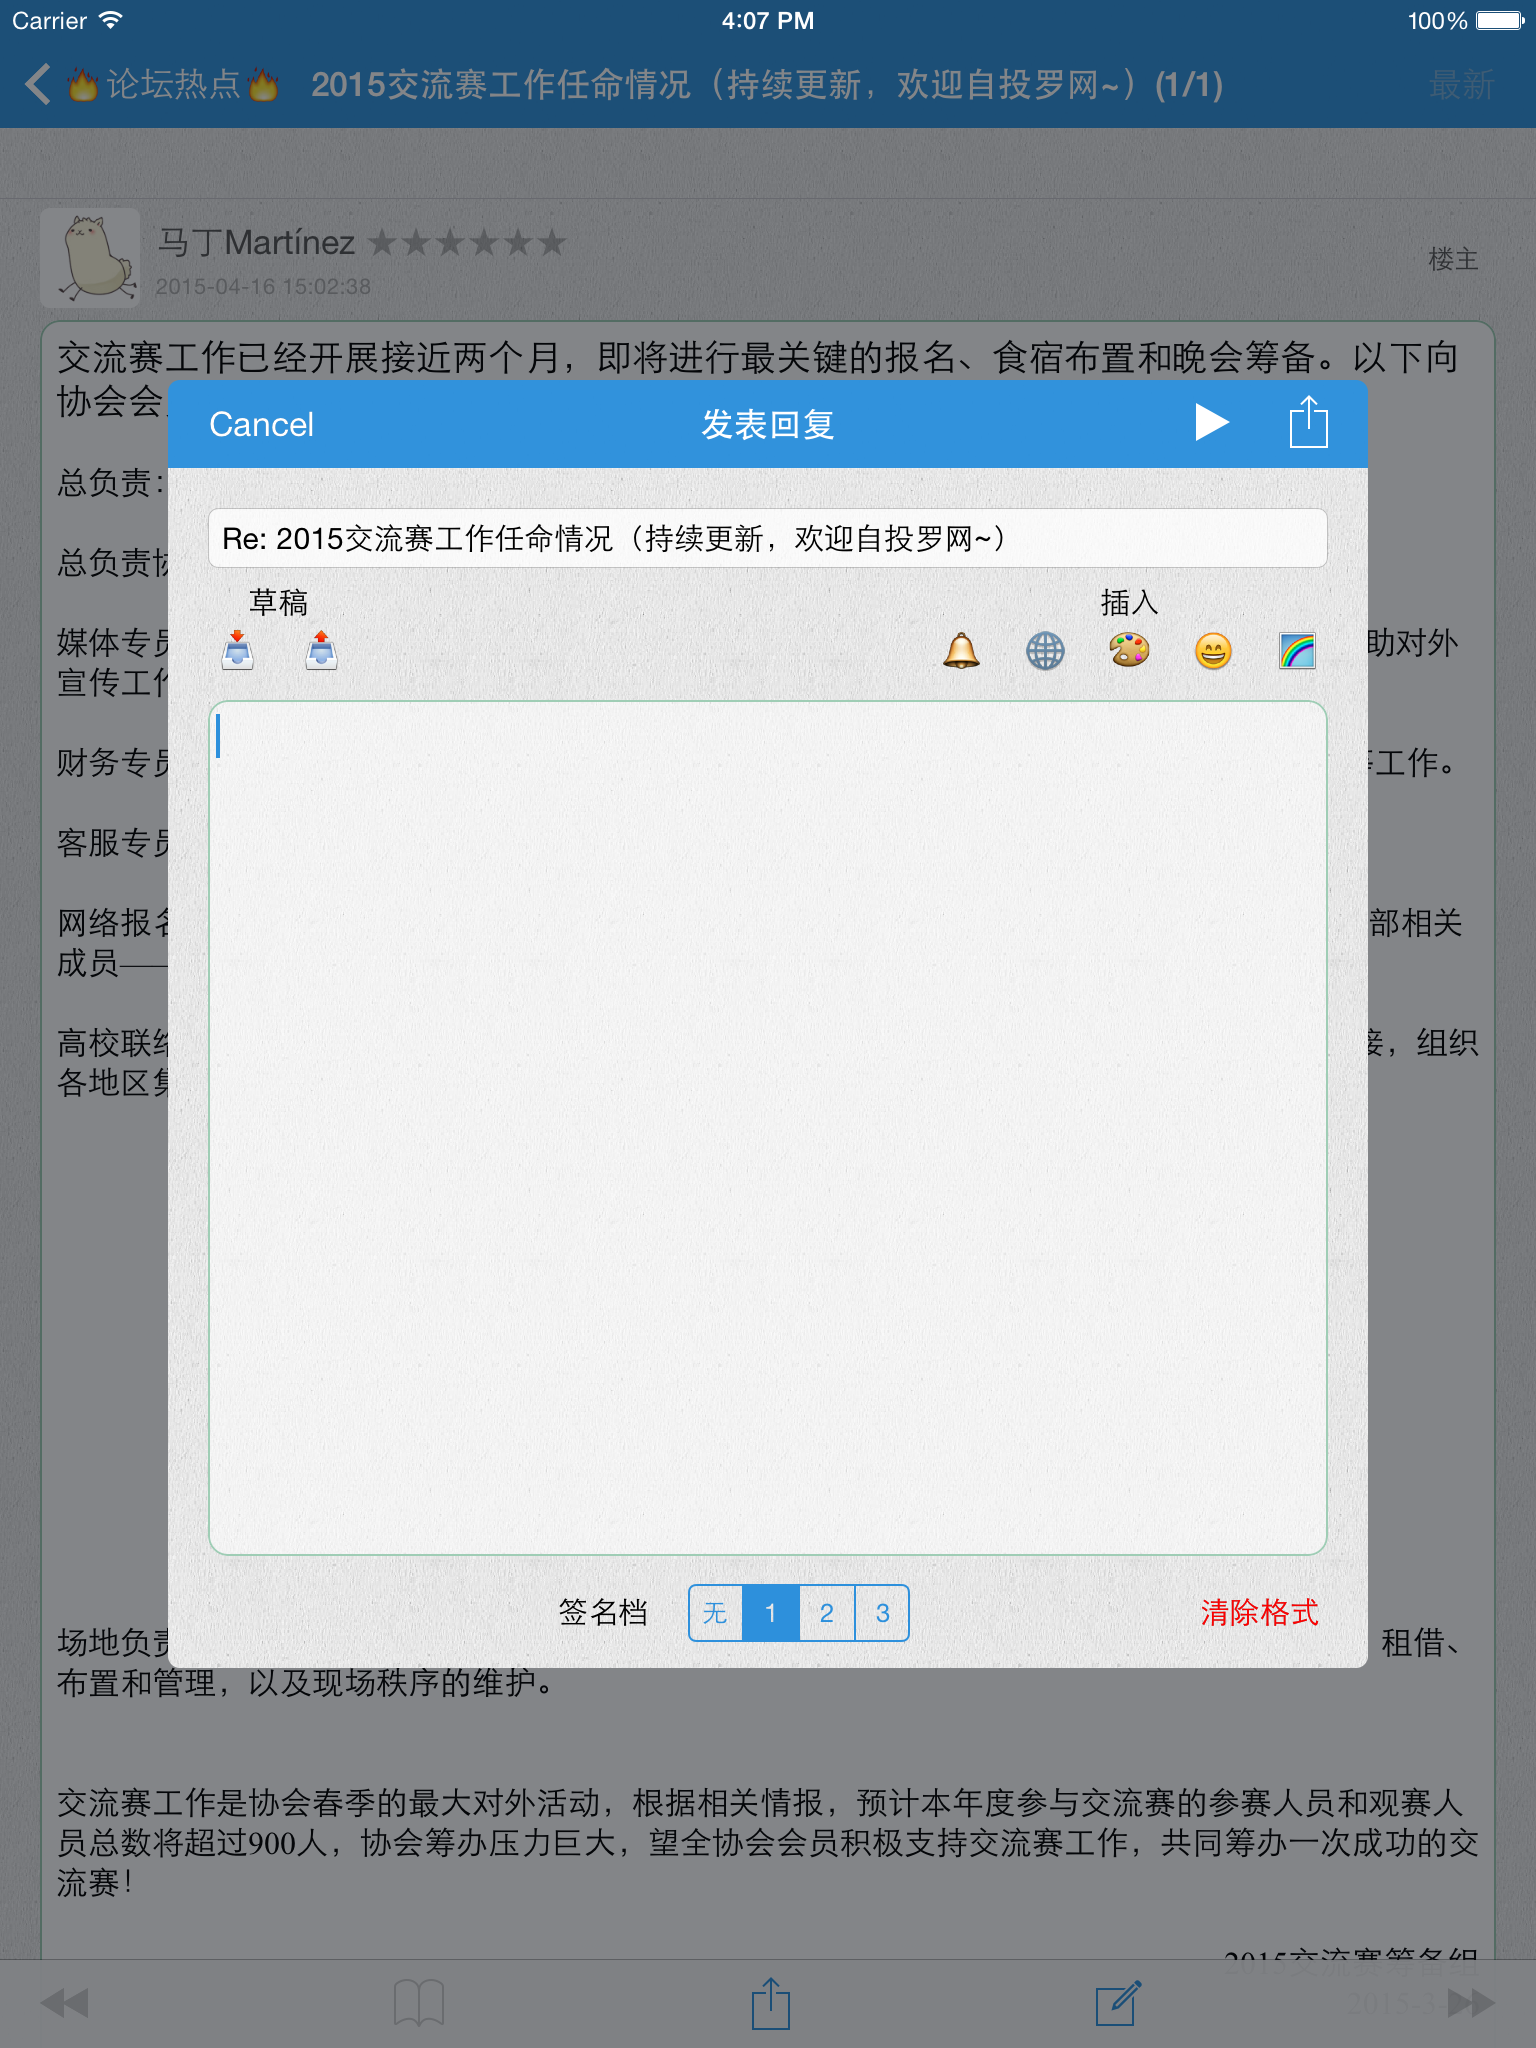 Carrier 4:07 PM 100%
论坛热点 2015交流赛工作任命情况（持续更新，欢迎自投罗网~）(1/1) 最新
马丁Martínez ★★★★★★
楼主
2015-04-16 15:02:38
交流赛工作已经开展接近两个月，即将进行最关键的报名、食宿布置和晚会筹备。以下向
协会会
Cancel 发表回复
总负责：
Re: 2015交流赛工作任命情况（持续更新，欢迎自投罗网~）
总负责协
草稿 插入
媒体专员 助对外
宣传工作
财务专员 工作。
客服专员
网络报名 部相关
成员——
高校联络 接，组织
各地区集
签名档 无 1 2 3 清除格式
场地负责 租借、
布置和管理，以及现场秩序的维护。
交流赛工作是协会春季的最大对外活动，根据相关情报，预计本年度参与交流赛的参赛人员和观赛人
员总数将超过900人，协会筹办压力巨大，望全协会会员积极支持交流赛工作，共同筹办一次成功的交
流赛！
2015交流赛筹备组
2015-3-